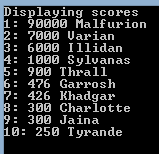 Displaying scores
1: 90000 Malfurion
2: 7000 Varian
3: 6000 Illidan
4: 1000 Sylvanas
5: 900 Thrall
6: 476 Garrosh
7: 426 Khadgar
8: 300 Charlotte
9: 300 Jaina
10: 250 Tyrande